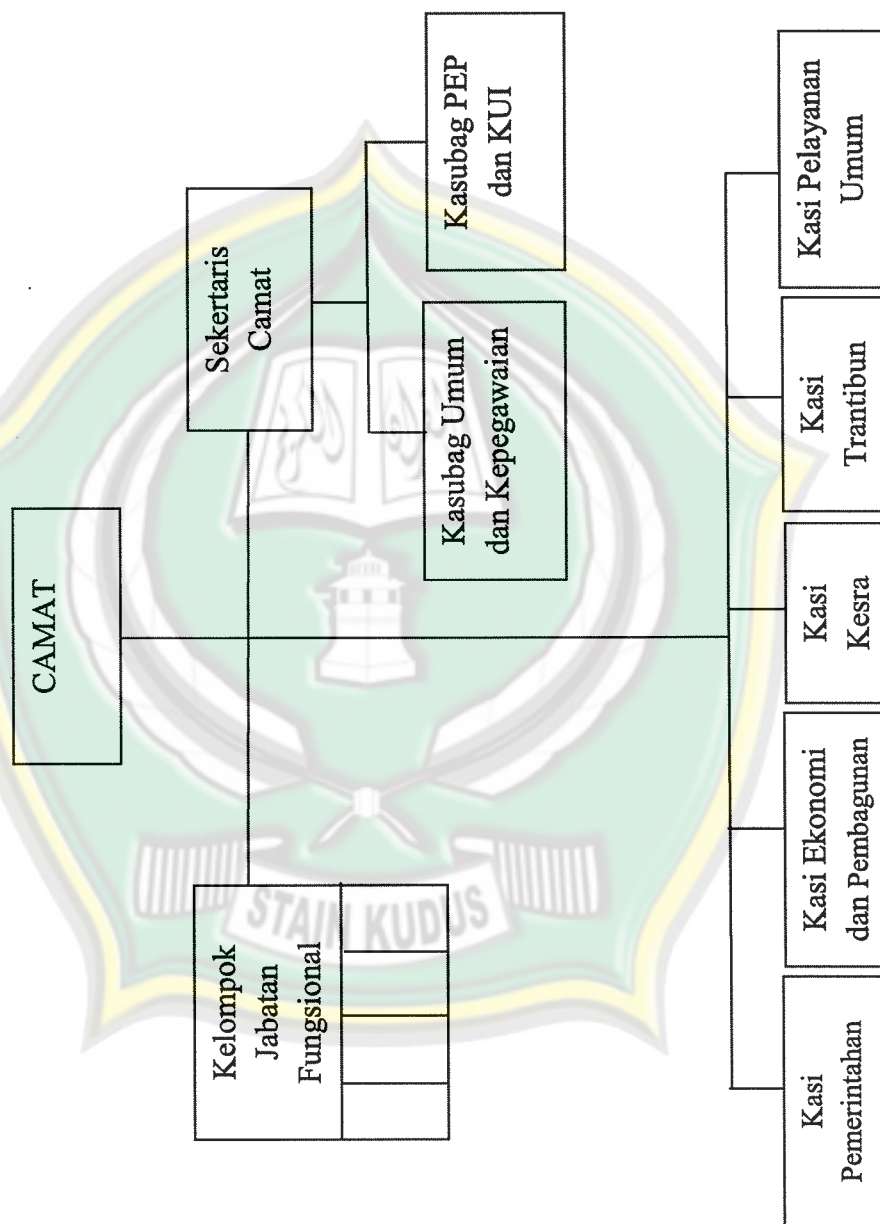 CAMAT
Kelompok
Jabatan
Fungsional
Sekertaris
Camat
Kasubag Umum
dan Kepegawaian
Kasubag PEP
dan KUI
Kasi
Pemerintahan
Kasi Ekonomi
dan Pembagunan
Kasi
Kesra
Kasi
Trantibun
Kasi Pelayanan
Umum
STAIN KUDUS